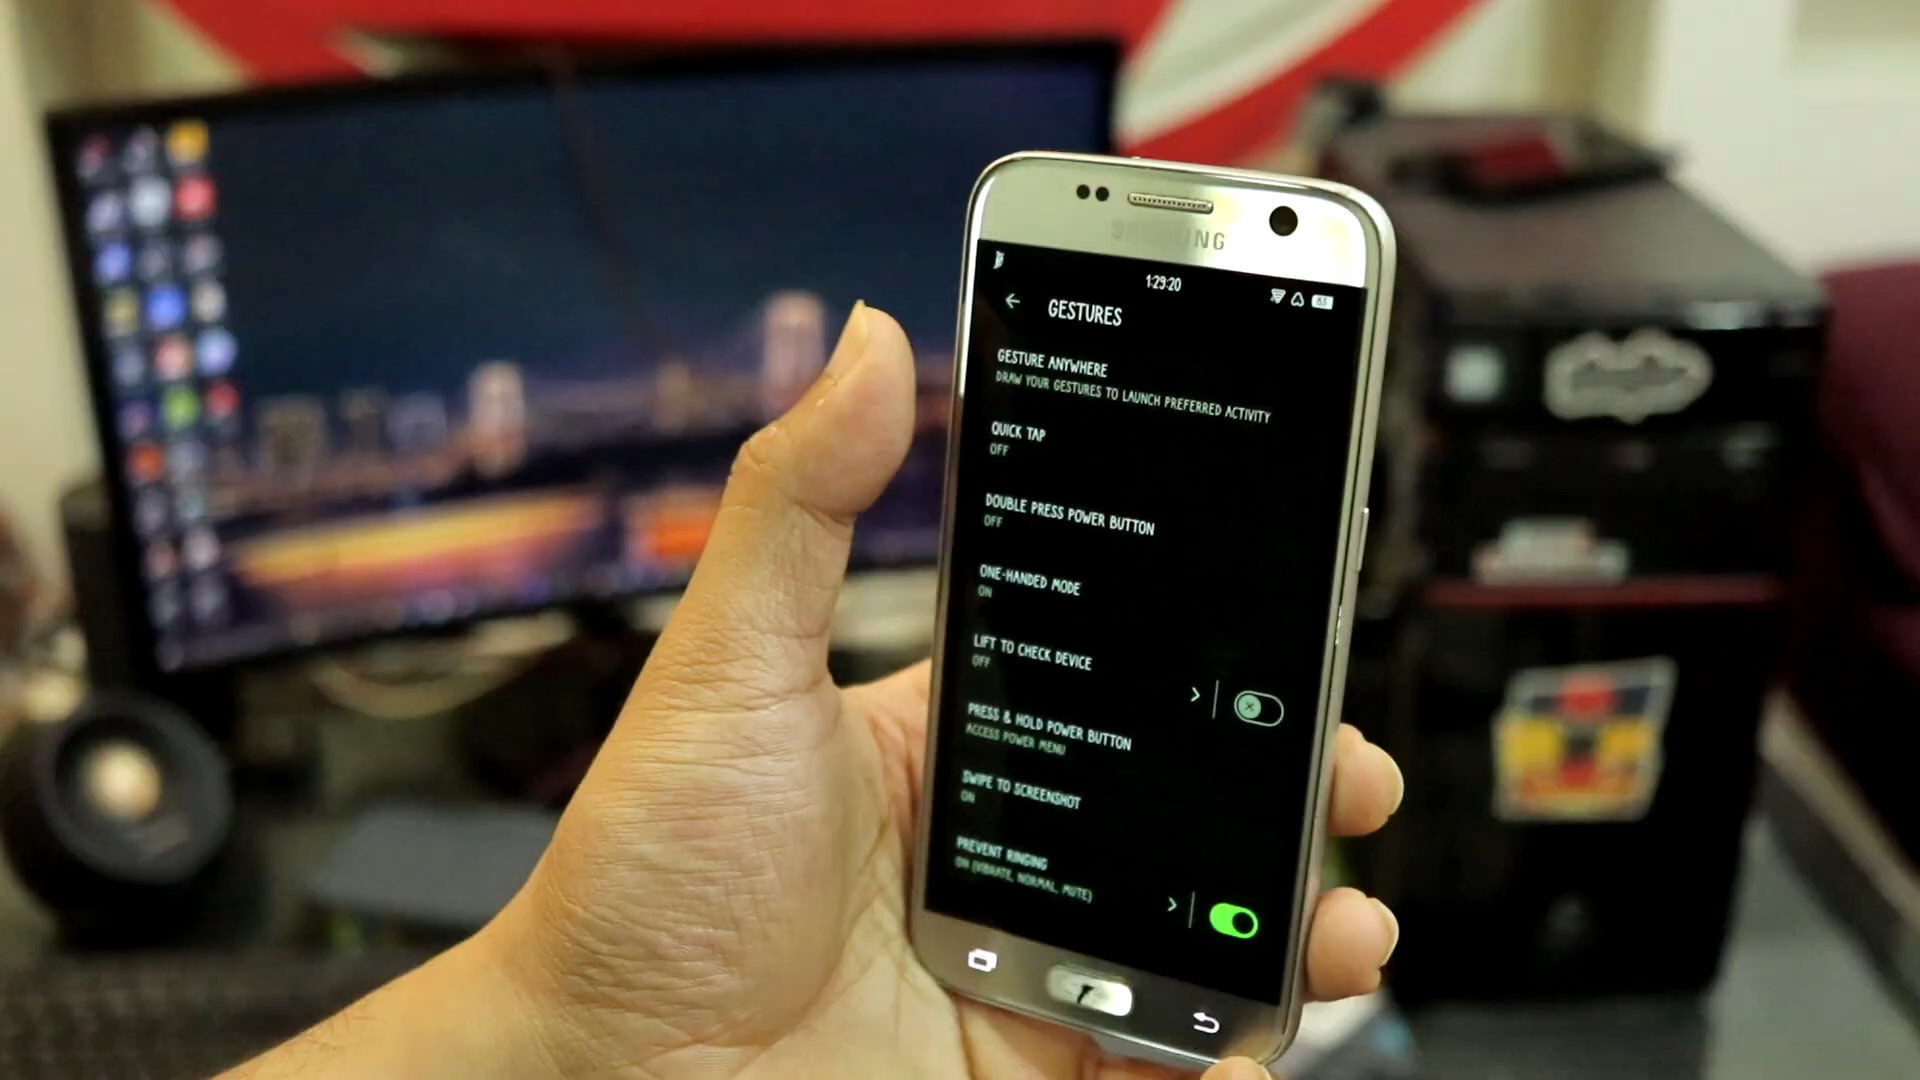 SAMSUNG
1:29:20
83
GESTURES
GESTURE ANYWHERE
DRAW YOUR GESTURES TO LAUNCH PREFERRED ACTIVITY
QUICK TAP
OFF
DOUBLE PRESS POWER BUTTON
OFF
ONE-HANDED MODE
ON
LIFT TO CHECK DEVICE
OFF
PRESS & HOLD POWER BUTTON
ACCESS POWER MENU
SWIPE TO SCREENSHOT
ON
PREVENT RINGING
ON (VIBRATE, NORMAL, MUTE)